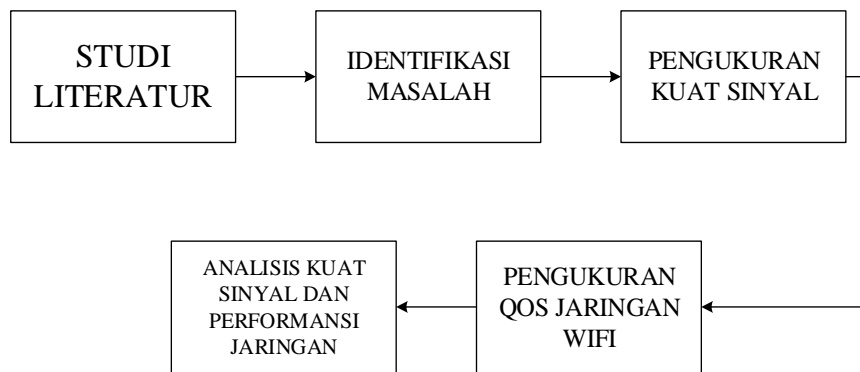 STUDI
LITERATUR
IDENTIFIKASI
MASALAH
PENGUKURAN
KUAT SINYAL
PENGUKURAN
QOS JARINGAN
WIFI
ANALISIS KUAT
SINYAL DAN
PERFORMANSI
JARINGAN